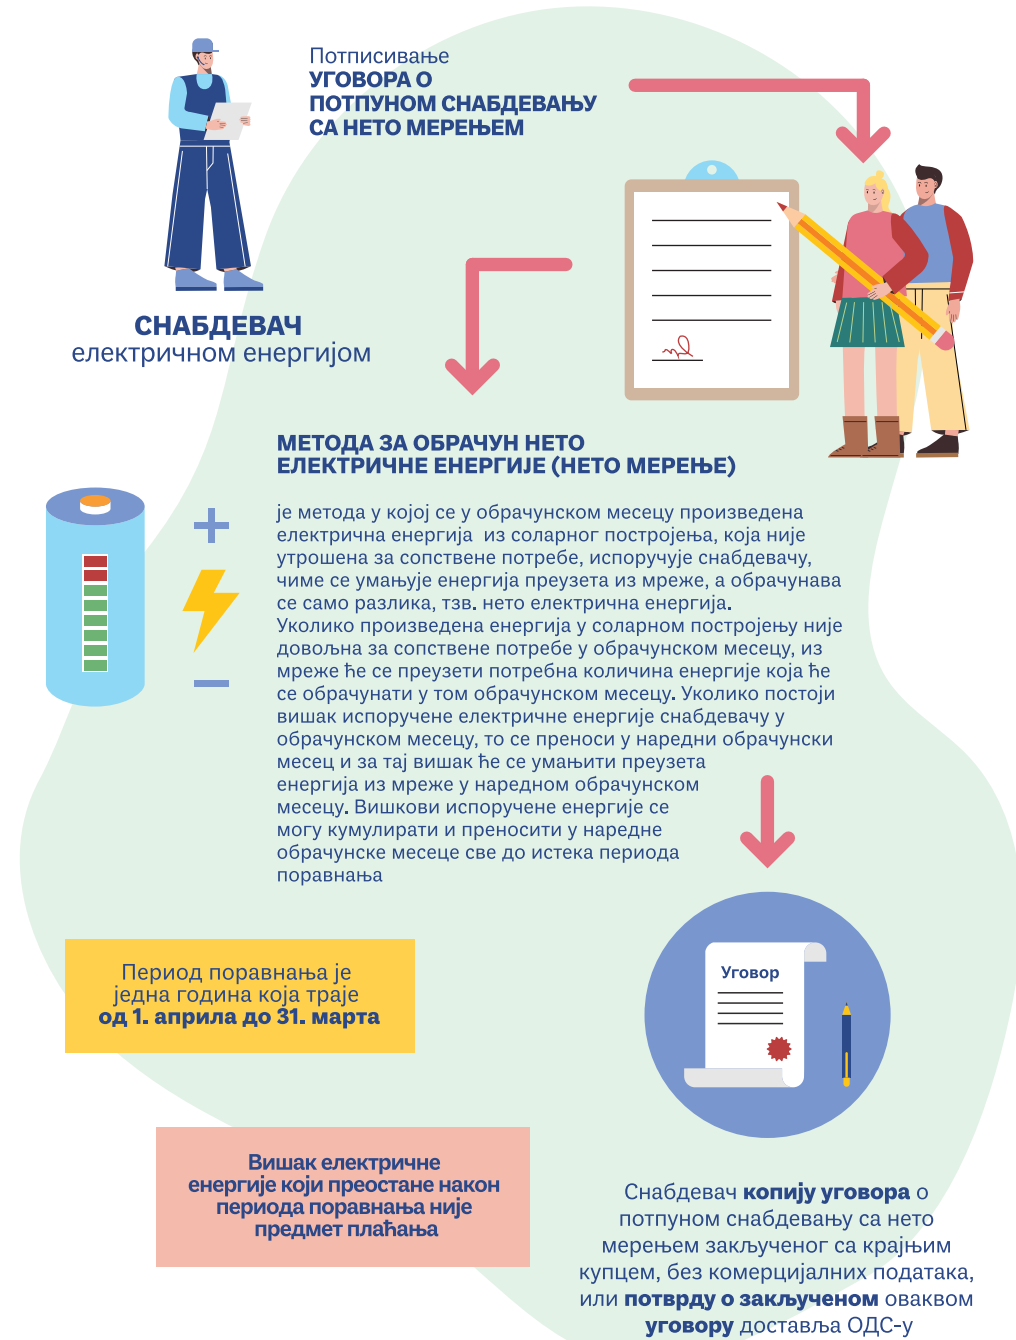 Потписивање
УГОВОРА О
ПОТПУНОМ СНАБДЕВАЊУ
СА НЕТО МЕРЕЊЕМ
СНАБДЕВАЧ
електричном енергијом
МЕТОДА ЗА ОБРАЧУН НЕТО
ЕЛЕКТРИЧНЕ ЕНЕРГИЈЕ (НЕТО МЕРЕЊЕ)
је метода у којој се у обрачунском месецу произведена
електрична енергија из соларног постројења, која није
утрошена за сопствене потребе, испоручује снабдевачу,
чиме се умањује енергија преузета из мреже, а обрачунава
се само разлика, тзв. нето електрична енергија.
Уколико произведена енергија у соларном постројењу није
довољна за сопствене потребе у обрачунском месецу, из
мреже ће се преузети потребна количина енергије која ће
се обрачунати у том обрачунском месецу. Уколико постоји
вишак испоручене електричне енергије снабдевачу у
обрачунском месецу, то се преноси у наредни обрачунски
месец и за тај вишак ће се умањити преузета
енергија из мреже у наредном обрачунском
месецу. Вишкови испоручене енергије се
могу кумулирати и преносити у наредне
обрачунске месеце све до истека периода
поравнања
Период поравнања је
једна година која траје
од 1. априла до 31. марта
Уговор
Вишак електричне
енергије који преостане након
периода поравнања није
предмет плаћања
Снабдевач копију уговора о
потпуном снабдевању са нето
мерењем закљученог са крајњим
купцем, без комерцијалних података,
или потврду о закљученом оваквом
уговору доставља ОДС-у